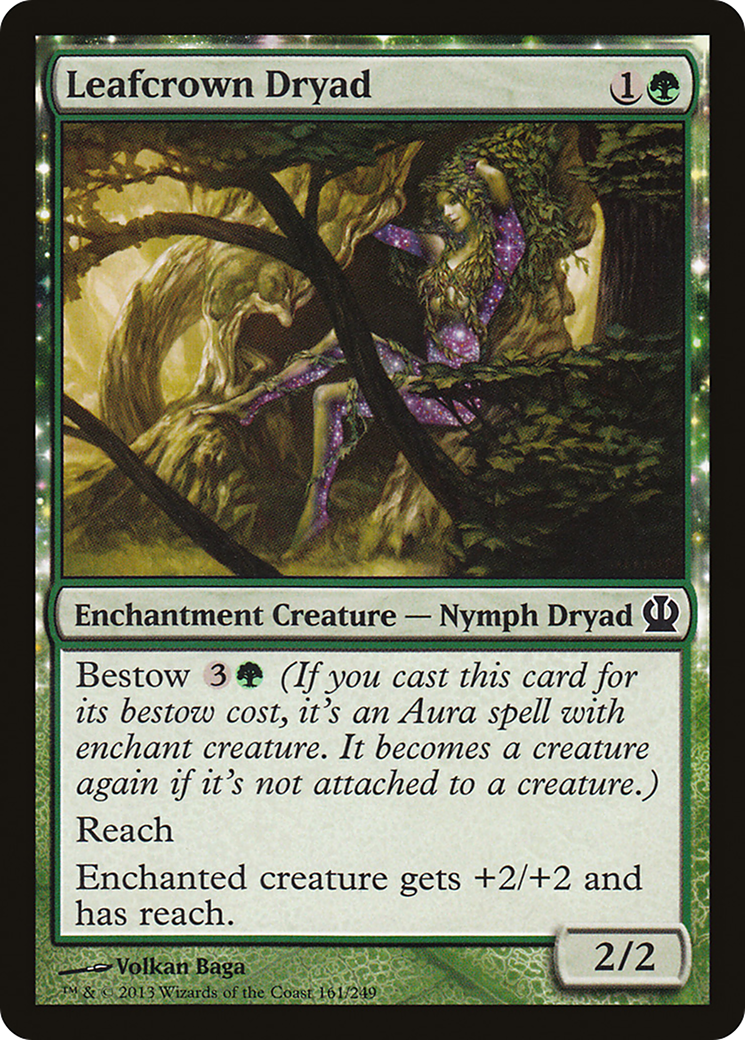 Leafcrown Dryad 1
Enchantment Creature — Nymph Dryad
Bestow 3 (If you cast this card for
its bestow cost, it's an Aura spell with
enchant creature. It becomes a creature
again if it's not attached to a creature.)
Reach
Enchanted creature gets +2/+2 and
has reach.
2/2
Volkan Baga
™ & © 2013 Wizards of the Coast 161/249